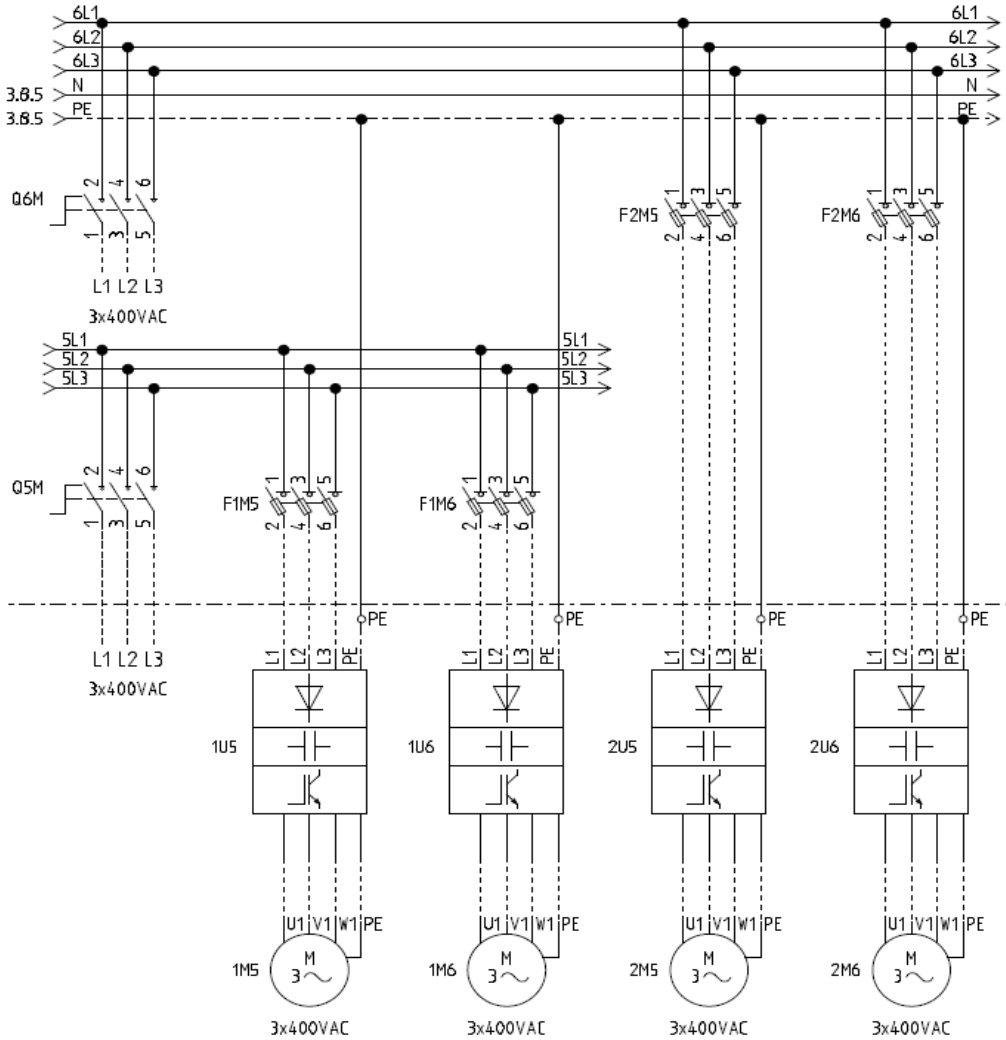 6L1 6L1
6L2 6L2
6L3 6L3
3.8.5 N N
3.8.5 PE PE
Q6M 2 4 6 F2M5 1 3 5 F2M6 1 3 5
1 3 5 2 4 6 2 4 6
L1 L2 L3
3x400VAC
5L1 5L1
5L2 5L2
5L3 5L3
Q5M 2 4 6 F1M5 1 3 5 F1M6 1 3 5
1 3 5 2 4 6 2 4 6
PE PE PE PE
L1 L2 L3 L1 L2 L3 PE L1 L2 L3 PE L1 L2 L3 PE L1 L2 L3 PE
3x400VAC
1U5 1U6 2U5 2U6
U1 V1 W1 PE U1 V1 W1 PE U1 V1 W1 PE U1 V1 W1 PE
1M5 M 3 1M6 M 3 2M5 M 3 2M6 M 3
3x400VAC 3x400VAC 3x400VAC 3x400VAC